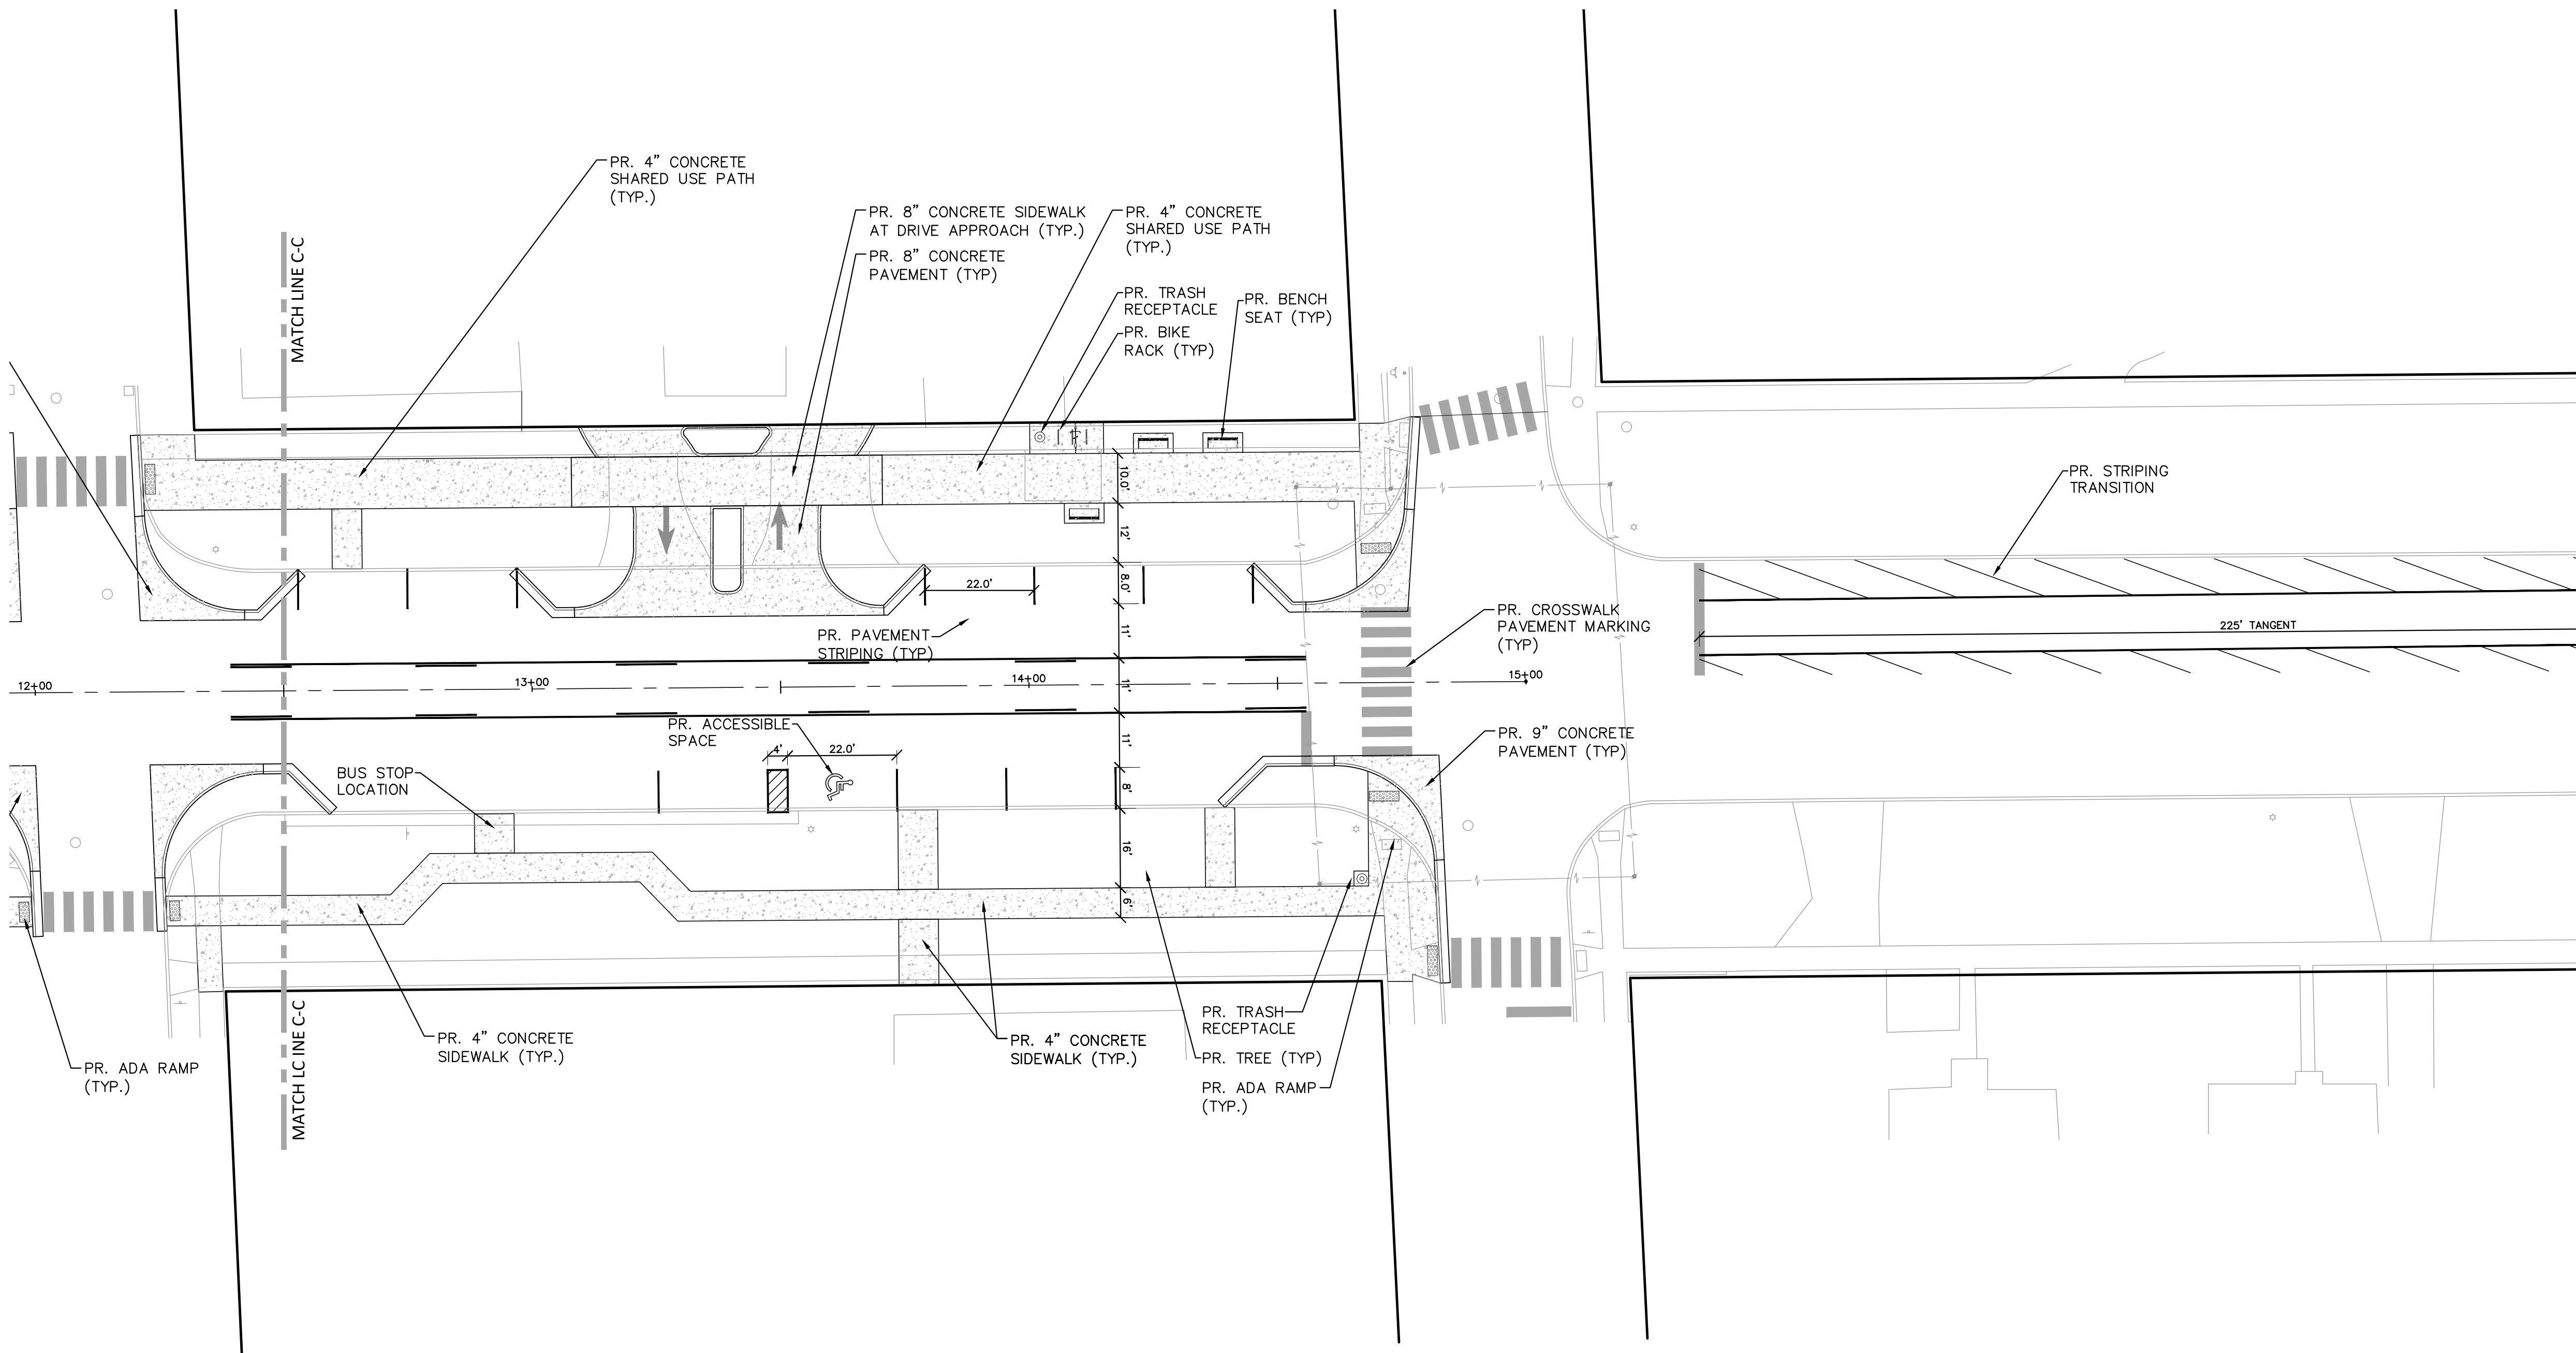 PR. 4” CONCRETE
SHARED USE PATH
(TYP.)
PR. 8” CONCRETE SIDEWALK
AT DRIVE APPROACH (TYP.)
PR. 8” CONCRETE
PAVEMENT (TYP)
PR. 4” CONCRETE
SHARED USE PATH
(TYP.)
PR. TRASH
RECEPTACLE
PR. BIKE
RACK (TYP)
PR. BENCH
SEAT (TYP)
MATCH LINE C-C
PR. STRIPING
TRANSITION
10.0'
12'
8.0'
22.0'
11'
PR. PAVEMENT
STRIPING (TYP)
PR. CROSSWALK
PAVEMENT MARKING
(TYP)
225' TANGENT
12+00
13+00
14+00
15+00
11'
11'
PR. ACCESSIBLE
SPACE
4'
22.0'
PR. 9” CONCRETE
PAVEMENT (TYP)
BUS STOP
LOCATION
8'
16'
6'
MATCH LC INE C-C
PR. 4” CONCRETE
SIDEWALK (TYP.)
PR. 4” CONCRETE
SIDEWALK (TYP.)
PR. TRASH
RECEPTACLE
PR. TREE (TYP)
PR. ADA RAMP
(TYP.)
PR. ADA RAMP
(TYP.)